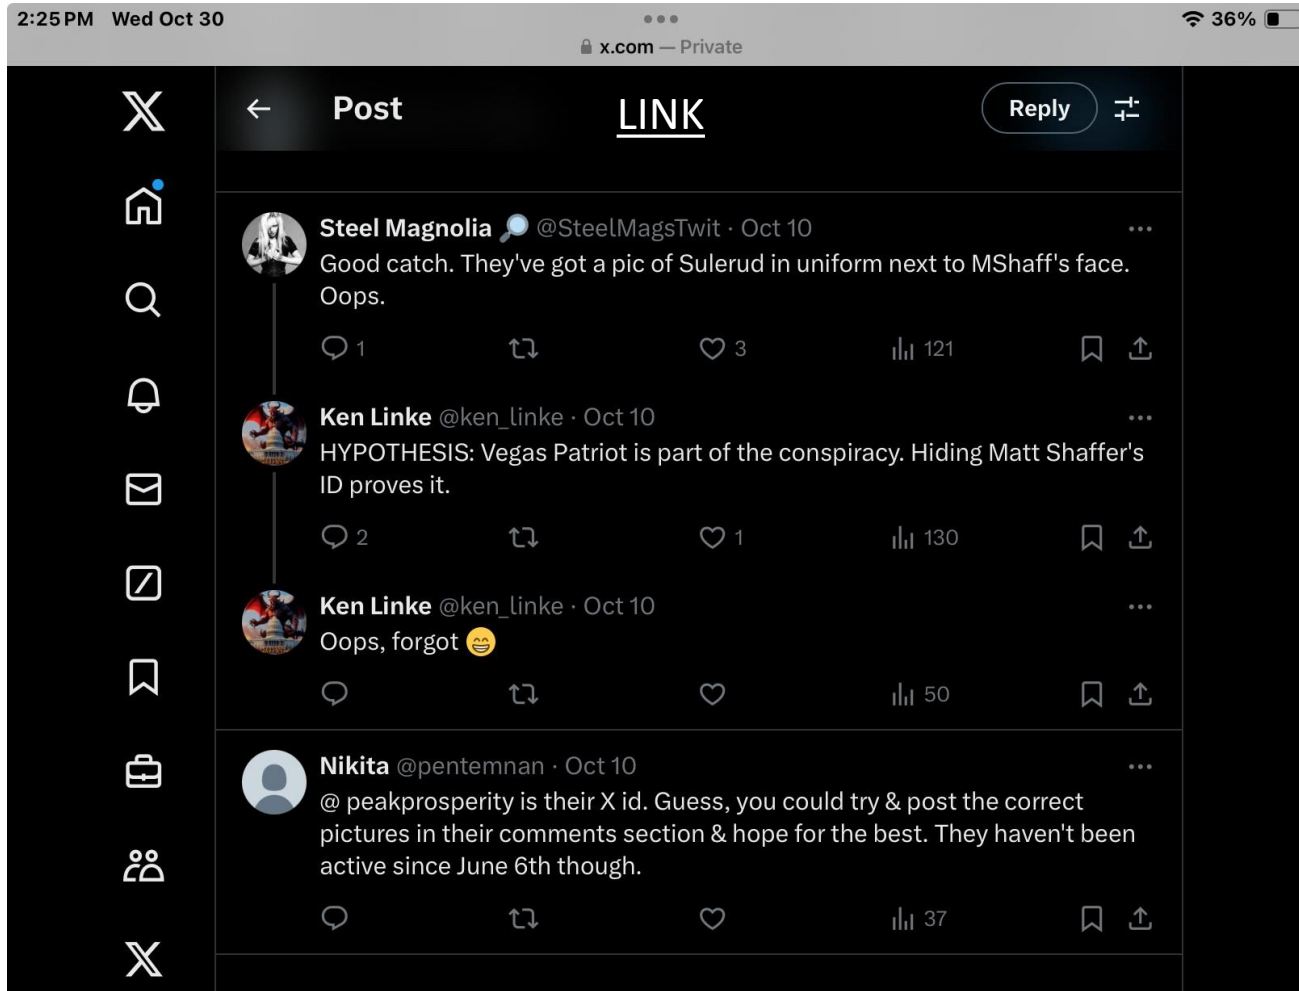 2:25 PM Wed Oct 30
36%
x.com — Private
Post
LINK
Reply
Steel Magnolia 🔎 @SteelMagsTwit · Oct 10
Good catch. They've got a pic of Sulerud in uniform next to MShaff's face.
Oops.
1
3
121
Ken Linke @ken_linke · Oct 10
HYPOTHESIS: Vegas Patriot is part of the conspiracy. Hiding Matt Shaffer's
ID proves it.
2
1
130
Ken Linke @ken_linke · Oct 10
Oops, forgot 😁
50
Nikita @pentemnan · Oct 10
@ peakprosperity is their X id. Guess, you could try & post the correct
pictures in their comments section & hope for the best. They haven't been
active since June 6th though.
37